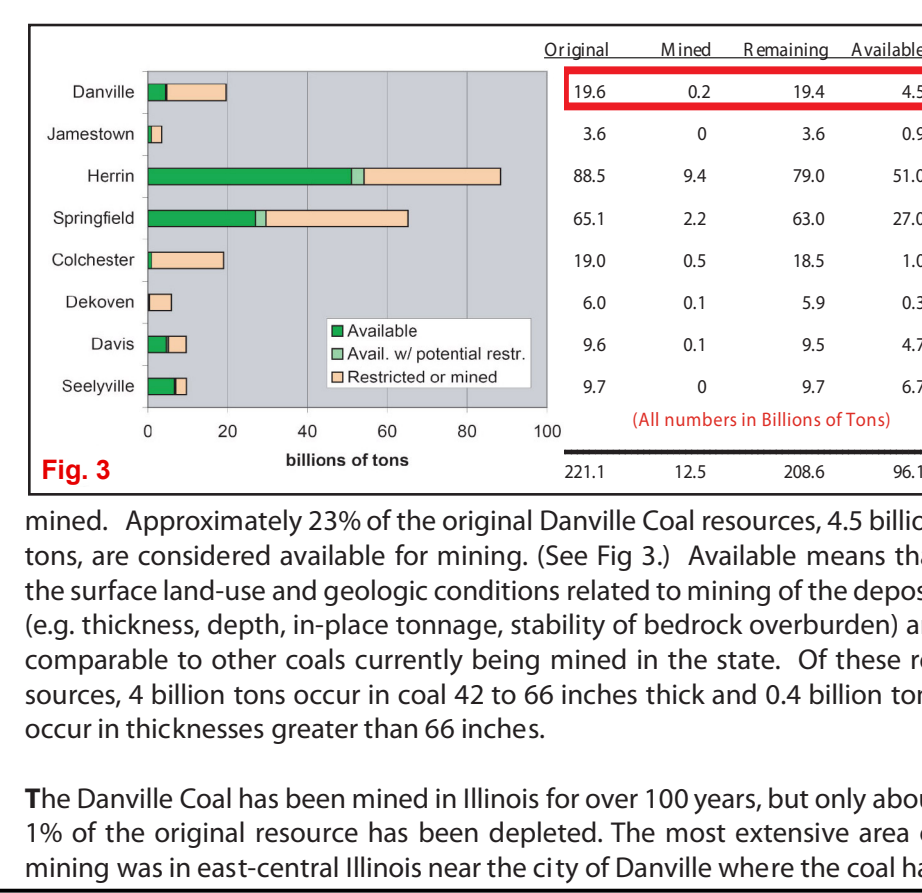 Original Mined Remaining Available
Danville 19.6 0.2 19.4 4.5
Jamestown 3.6 0 3.6 0.9
Herrin 88.5 9.4 79.0 51.0
Springfield 65.1 2.2 63.0 27.0
Colchester 19.0 0.5 18.5 1.0
Dekoven 6.0 0.1 5.9 0.3
Davis 9.6 0.1 9.5 4.7
Seelyville 9.7 0 9.7 6.7
Available
Avail. w/ potential restr.
Restricted or mined
(All numbers in Billions of Tons)
0 20 40 60 80 100
billions of tons
Fig. 3
221.1 12.5 208.6 96.1
mined. Approximately 23% of the original Danville Coal resources, 4.5
tons, are considered available for mining. (See Fig 3.) Available means
the surface land-use and geologic conditions related to mining of the
(e.g. thickness, depth, in-place tonnage, stability of bedrock overburden)
comparable to other coals currently being mined in the state. Of these
sources, 4 billion tons occur in coal 42 to 66 inches thick and 0.4 billion
occur in thicknesses greater than 66 inches.
The Danville Coal has been mined in Illinois for over 100 years, but only
1% of the original resource has been depleted. The most extensive area
mining was in east-central Illinois near the city of Danville where the coal